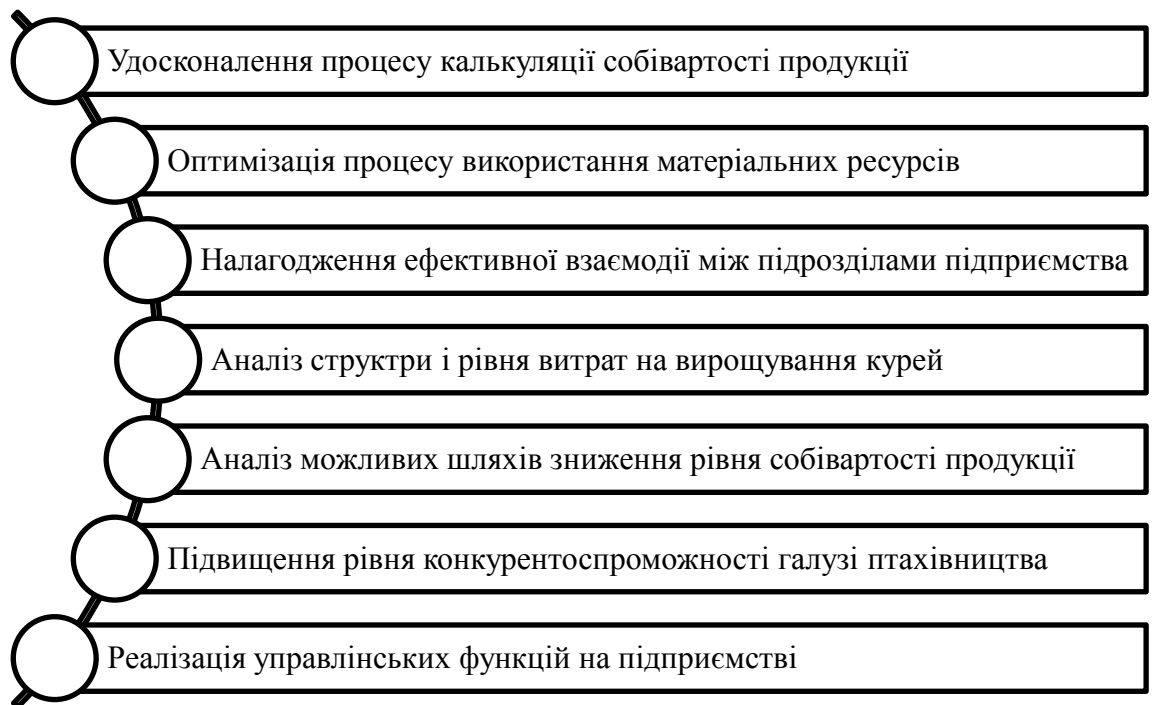 Удосконалення процесу калькуляції собівартості продукції
Оптимізація процесу використання матеріальних ресурсів
Налагодження ефективної взаємодії між підрозділами підприємства
Аналіз структри і рівня витрат на вирощування курей
Аналіз можливих шляхів зниження рівня собівартості продукції
Підвищення рівня конкурентоспроможності галузі птахівництва
Реалізація управлінських функцій на підприємстві